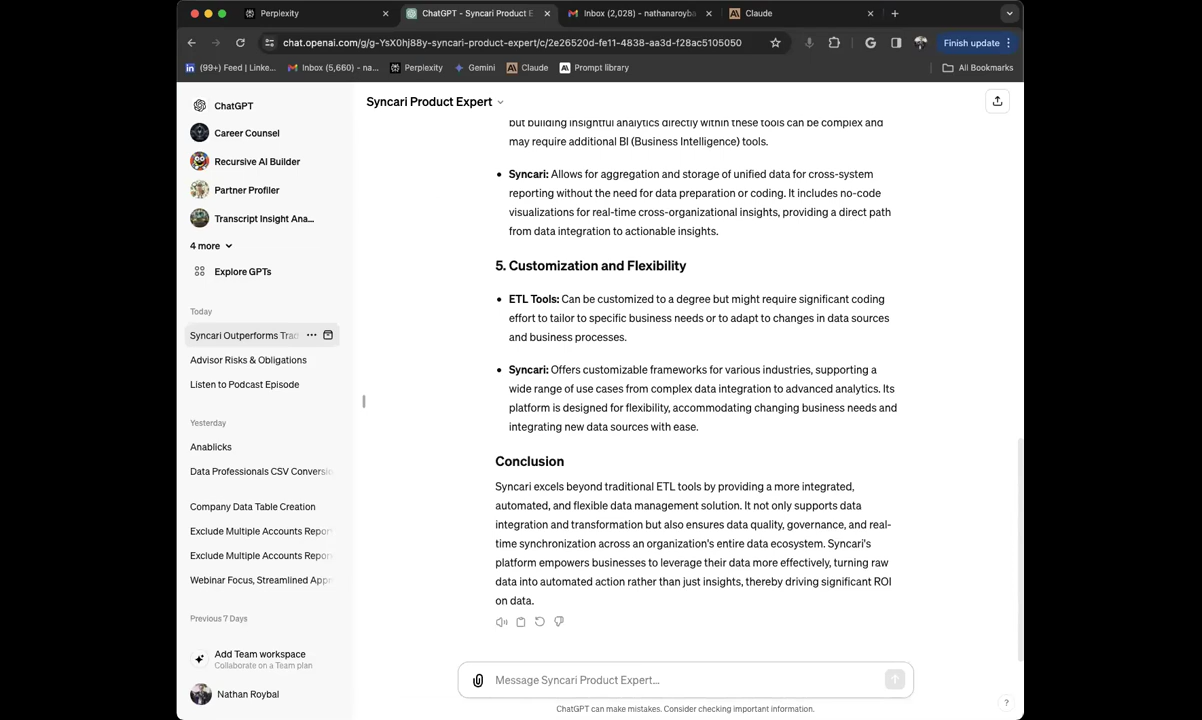 Perplexity
ChatGPT - Syncari Product E
Inbox (2,028) - nathanroyba
Claude
chat.openai.com/g/g-YsX0hj88y-syncari-product-expert/c/2e26520d-fe11-4838-aa3d-f28ac5105050
Finish update
(99+) Feed | Linke...
Inbox (5,660) - na...
Perplexity
Gemini
Claude
Prompt library
All Bookmarks
ChatGPT
Career Counsel
Recursive AI Builder
Partner Profiler
Transcript Insight Ana...
4 more
Explore GPTs
Today
Syncari Outperforms Trad
Advisor Risks & Obligations
Listen to Podcast Episode
Yesterday
Anablicks
Data Professionals CSV Conversio
Company Data Table Creation
Exclude Multiple Accounts Repor
Exclude Multiple Accounts Repor
Webinar Focus, Streamlined Appr
Previous 7 Days
Add Team workspace
Collaborate on a Team plan
Nathan Roybal
Syncari Product Expert
but building insightful analytics directly within these tools can be complex and
may require additional BI (Business Intelligence) tools.
• Syncari: Allows for aggregation and storage of unified data for cross-system
reporting without the need for data preparation or coding. It includes no-code
visualizations for real-time cross-organizational insights, providing a direct path
from data integration to actionable insights.
5. Customization and Flexibility
• ETL Tools: Can be customized to a degree but might require significant coding
effort to tailor to specific business needs or to adapt to changes in data sources
and business processes.
• Syncari: Offers customizable frameworks for various industries, supporting a
wide range of use cases from complex data integration to advanced analytics. Its
platform is designed for flexibility, accommodating changing business needs and
integrating new data sources with ease.
Conclusion
Syncari excels beyond traditional ETL tools by providing a more integrated,
automated, and flexible data management solution. It not only supports data
integration and transformation but also ensures data quality, governance, and real-
time synchronization across an organization's entire data ecosystem. Syncari's
platform empowers businesses to leverage their data more effectively, turning raw
data into automated action rather than just insights, thereby driving significant ROI
on data.
Message Syncari Product Expert...
ChatGPT can make mistakes. Consider checking important information.
?